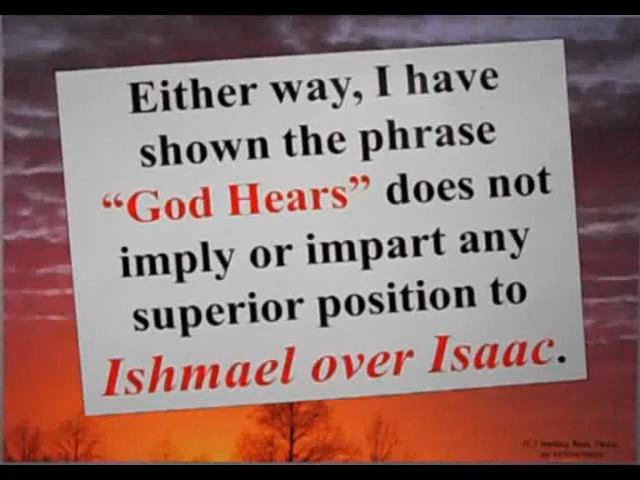 Either way, I have
shown the phrase
“God Hears” does not
imply or impart any
superior position to
Ishmael over Isaac.